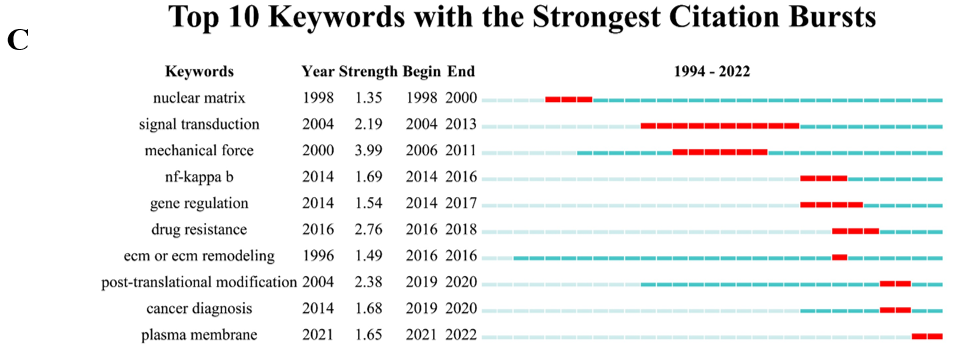 Top 10 Keywords with the Strongest Citation Bursts
C
Keywords Year Strength Begin End 1994 - 2022
nuclear matrix 1998 1.35 1998 2000
signal transduction 2004 2.19 2004 2013
mechanical force 2000 3.99 2006 2011
nf-kappa b 2014 1.69 2014 2016
gene regulation 2014 1.54 2014 2017
drug resistance 2016 2.76 2016 2018
ecm or ecm remodeling 1996 1.49 2016 2016
post-translational modification 2004 2.38 2019 2020
cancer diagnosis 2014 1.68 2019 2020
plasma membrane 2021 1.65 2021 2022